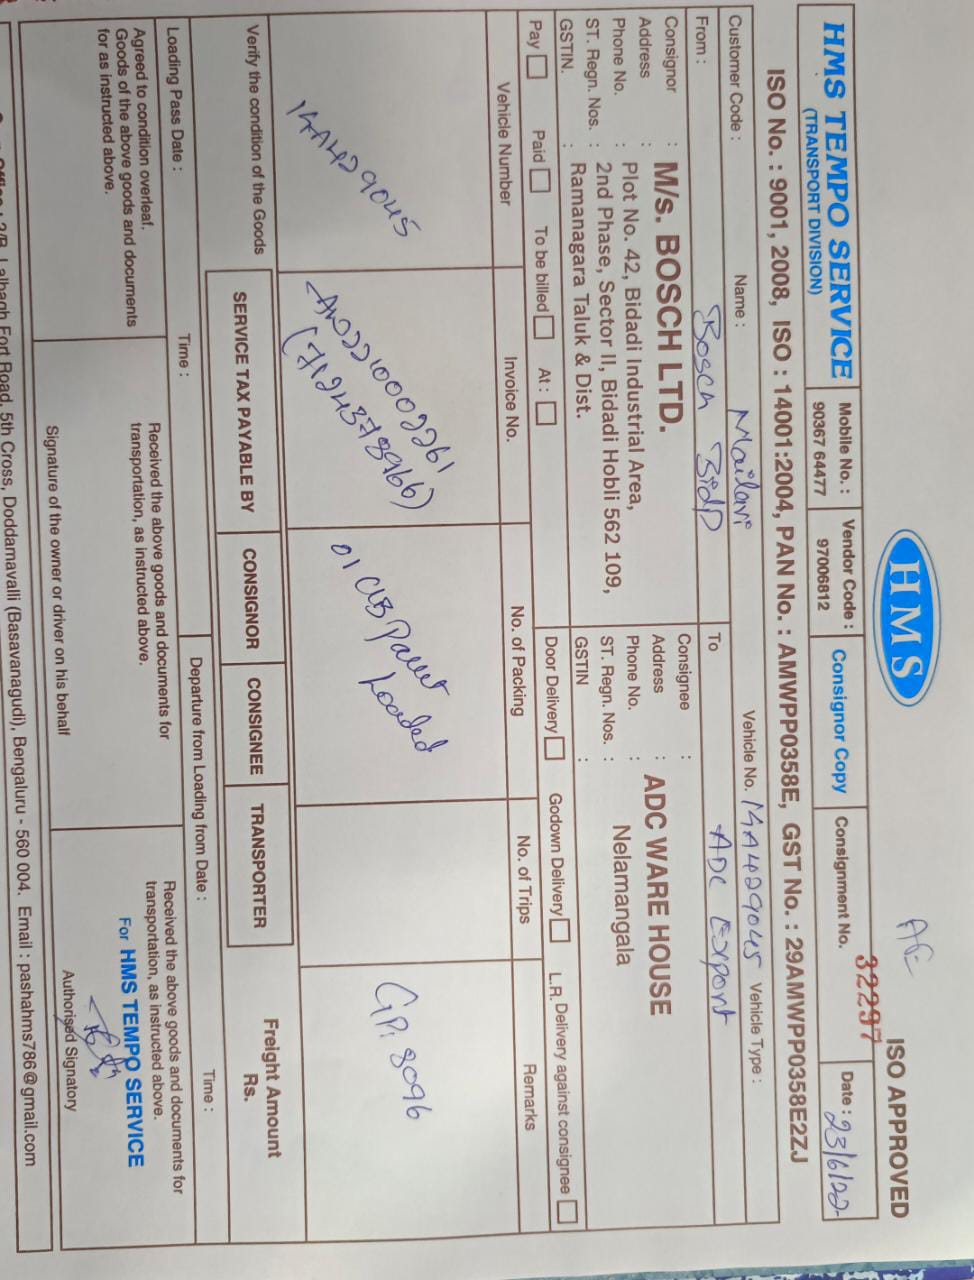 HMS
AE
ISO APPROVED
32297
HMS TEMPO SERVICE
(TRANSPORT DIVISION)
Mobile No. :
90367 64477
Vendor Code :
97006812
Consignor Copy
Consignment No.
Date : 23/6/22
ISO No. : 9001, 2008, ISO : 14001:2004, PAN No. : AMWPP0358E, GST No. : 29AMWPP0358E2ZJ
Customer Code : Name : Mailavi Vehicle No. KA429045 Vehicle Type :
From : Bosch BidP
To ADC Export
Consignor : M/s. BOSCH LTD.
Address : Plot No. 42, Bidadi Industrial Area,
Phone No. : 2nd Phase, Sector II, Bidadi Hobli 562 109,
ST. Regn. Nos. : Ramanagara Taluk & Dist.
GSTIN. :
Consignee :
Address : ADC WARE HOUSE
Phone No. : Nelamangala
ST. Regn. Nos. :
GSTIN :
Pay Paid To be billed At :
Door Delivery Godown Delivery L.R. Delivery against consignee
Vehicle Number Invoice No. No. of Packing No. of Trips Remarks
KA429045
(7124378966)
01 CLB Pallet
Loaded
GP: 8096
Verify the condition of the Goods
SERVICE TAX PAYABLE BY CONSIGNOR CONSIGNEE TRANSPORTER
Freight Amount
Rs.
Loading Pass Date : Time :
Departure from Loading from Date : Time :
Agreed to condition overleaf.
Goods of the above goods and documents
for as instructed above.
Received the above goods and documents for
transportation, as instructed above.
Signature of the owner or driver on his behalf
Received the above goods and documents for
transportation, as instructed above.
For HMS TEMPO SERVICE
Authorised Signatory
Office : 2/B, Lalbagh Fort Road, 5th Cross, Doddamavalli (Basavanagudi), Bengaluru - 560 004. Email : pashahms786@gmail.com